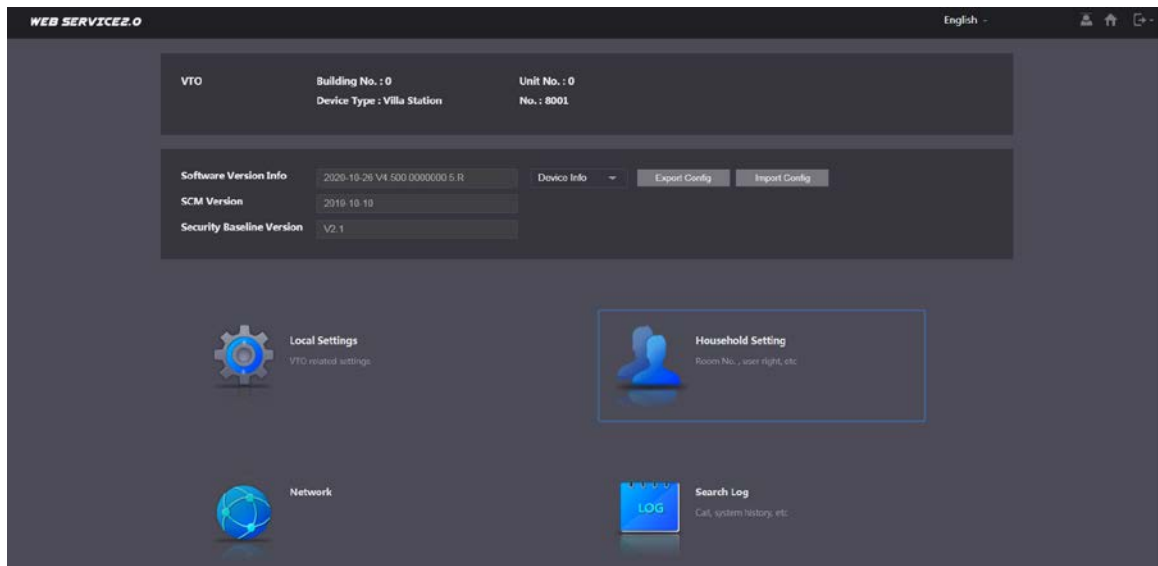 WEB SERVICE2.0 English
VTO Building No. : 0 Unit No. : 0
Device Type : Villa Station No. : 8001
Software Version Info 2020-10-26 V4.500.0000000.5.R Device Info Export Config Import Config
SCM Version 2019-10-10
Security Baseline Version V2.1
Local Settings
VTO related settings
Household Setting
Room No. , user right, etc
Network
LOG
Search Log
Call, system history, etc